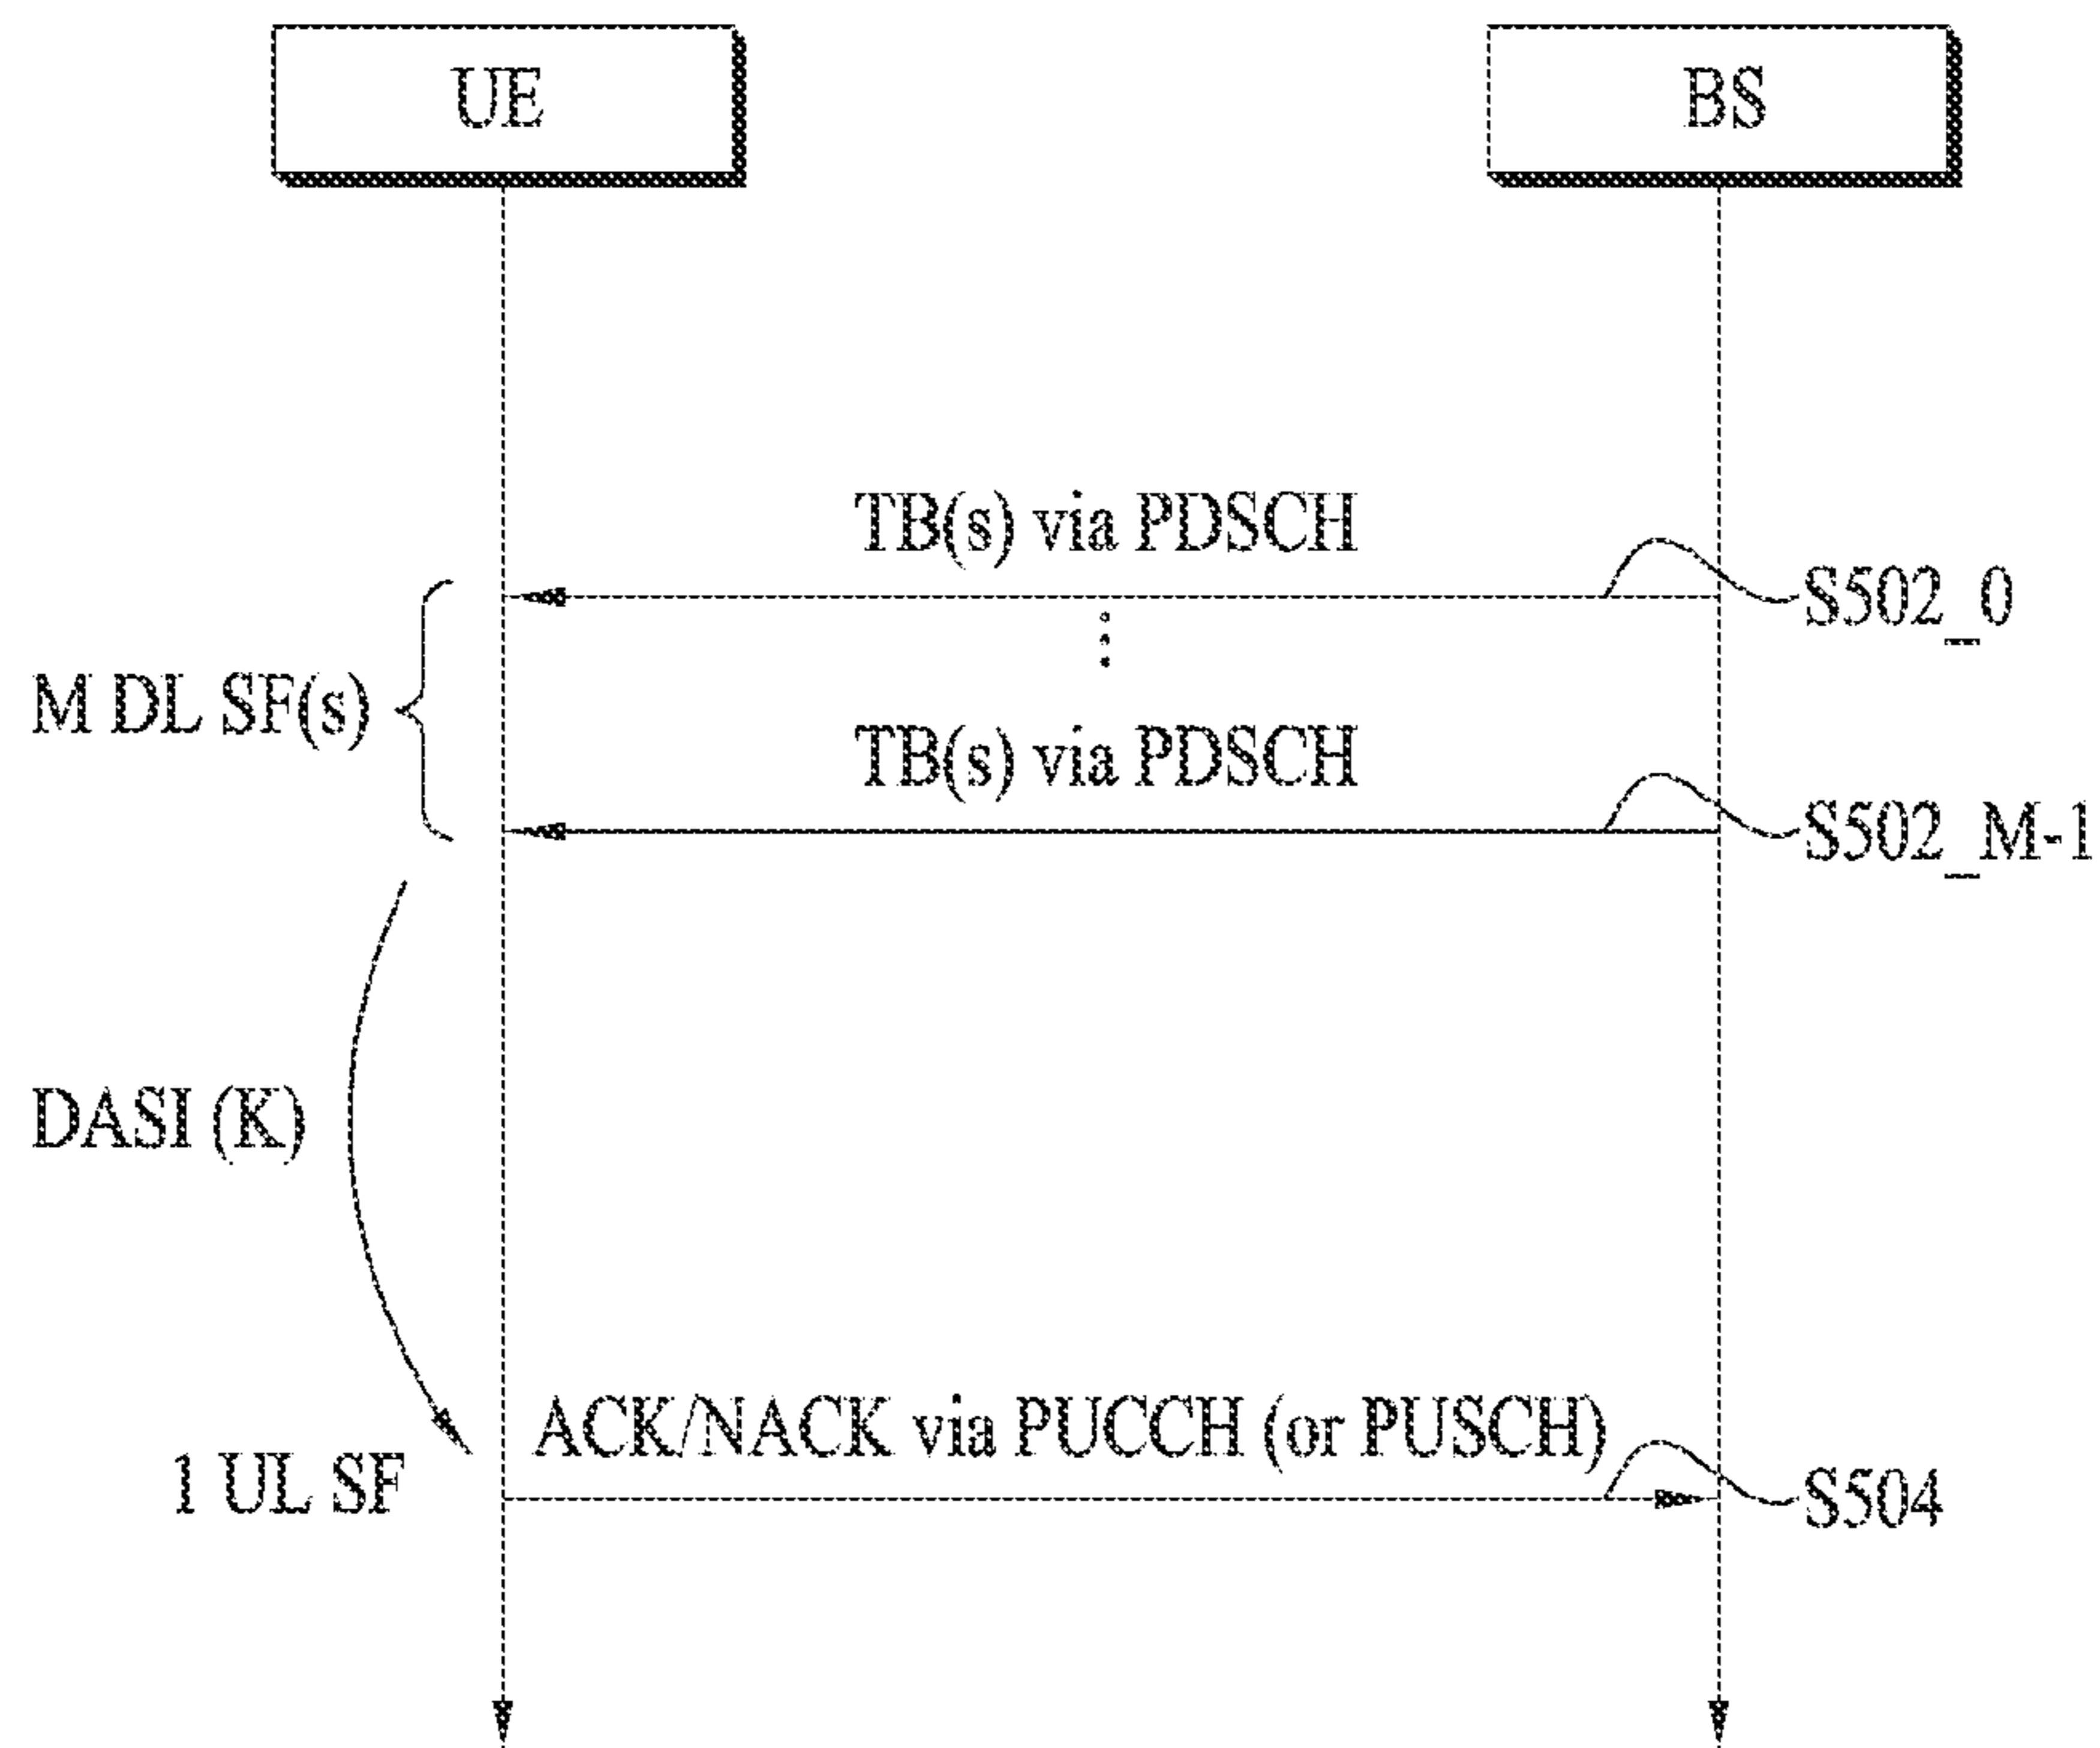 UE
BS
TB(s) via PDSCH
S502_0
M DL SF(s)
TB(s) via PDSCH
S502_M-1
DASI (K)
ACK/NACK via PUCCH (or PUSCH)
1 UL SF
S504